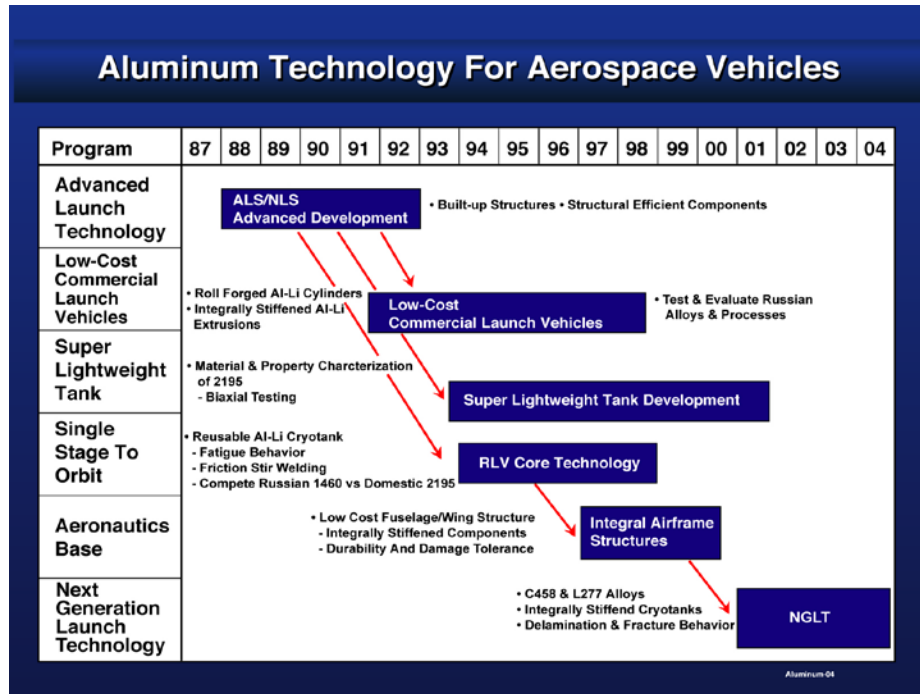 Aluminum Technology For Aerospace Vehicles
Program 87 88 89 90 91 92 93 94 95 96 97 98 99 00 01 02 03 04
Advanced
Launch
Technology
ALS/NLS
Advanced Development
• Built-up Structures • Structural Efficient Components
Low-Cost
Commercial
Launch
Vehicles
• Roll Forged Al-Li Cylinders
• Integrally Stiffened Al-Li
Extrusions
Low-Cost
Commercial Launch Vehicles
• Test & Evaluate Russian
Alloys & Processes
Super
Lightweight
Tank
• Material & Property Charcterization
of 2195
- Biaxial Testing
Super Lightweight Tank Development
Single
Stage To
Orbit
• Reusable Al-Li Cryotank
- Fatigue Behavior
- Friction Stir Welding
- Compete Russian 1460 vs Domestic 2195
RLV Core Technology
Aeronautics
Base
• Low Cost Fuselage/Wing Structure
- Integrally Stiffened Components
- Durability And Damage Tolerance
Integral Airframe
Structures
Next
Generation
Launch
Technology
• C458 & L277 Alloys
• Integrally Stiffend Cryotanks
• Delamination & Fracture Behavior
NGLT
Aluminum-04